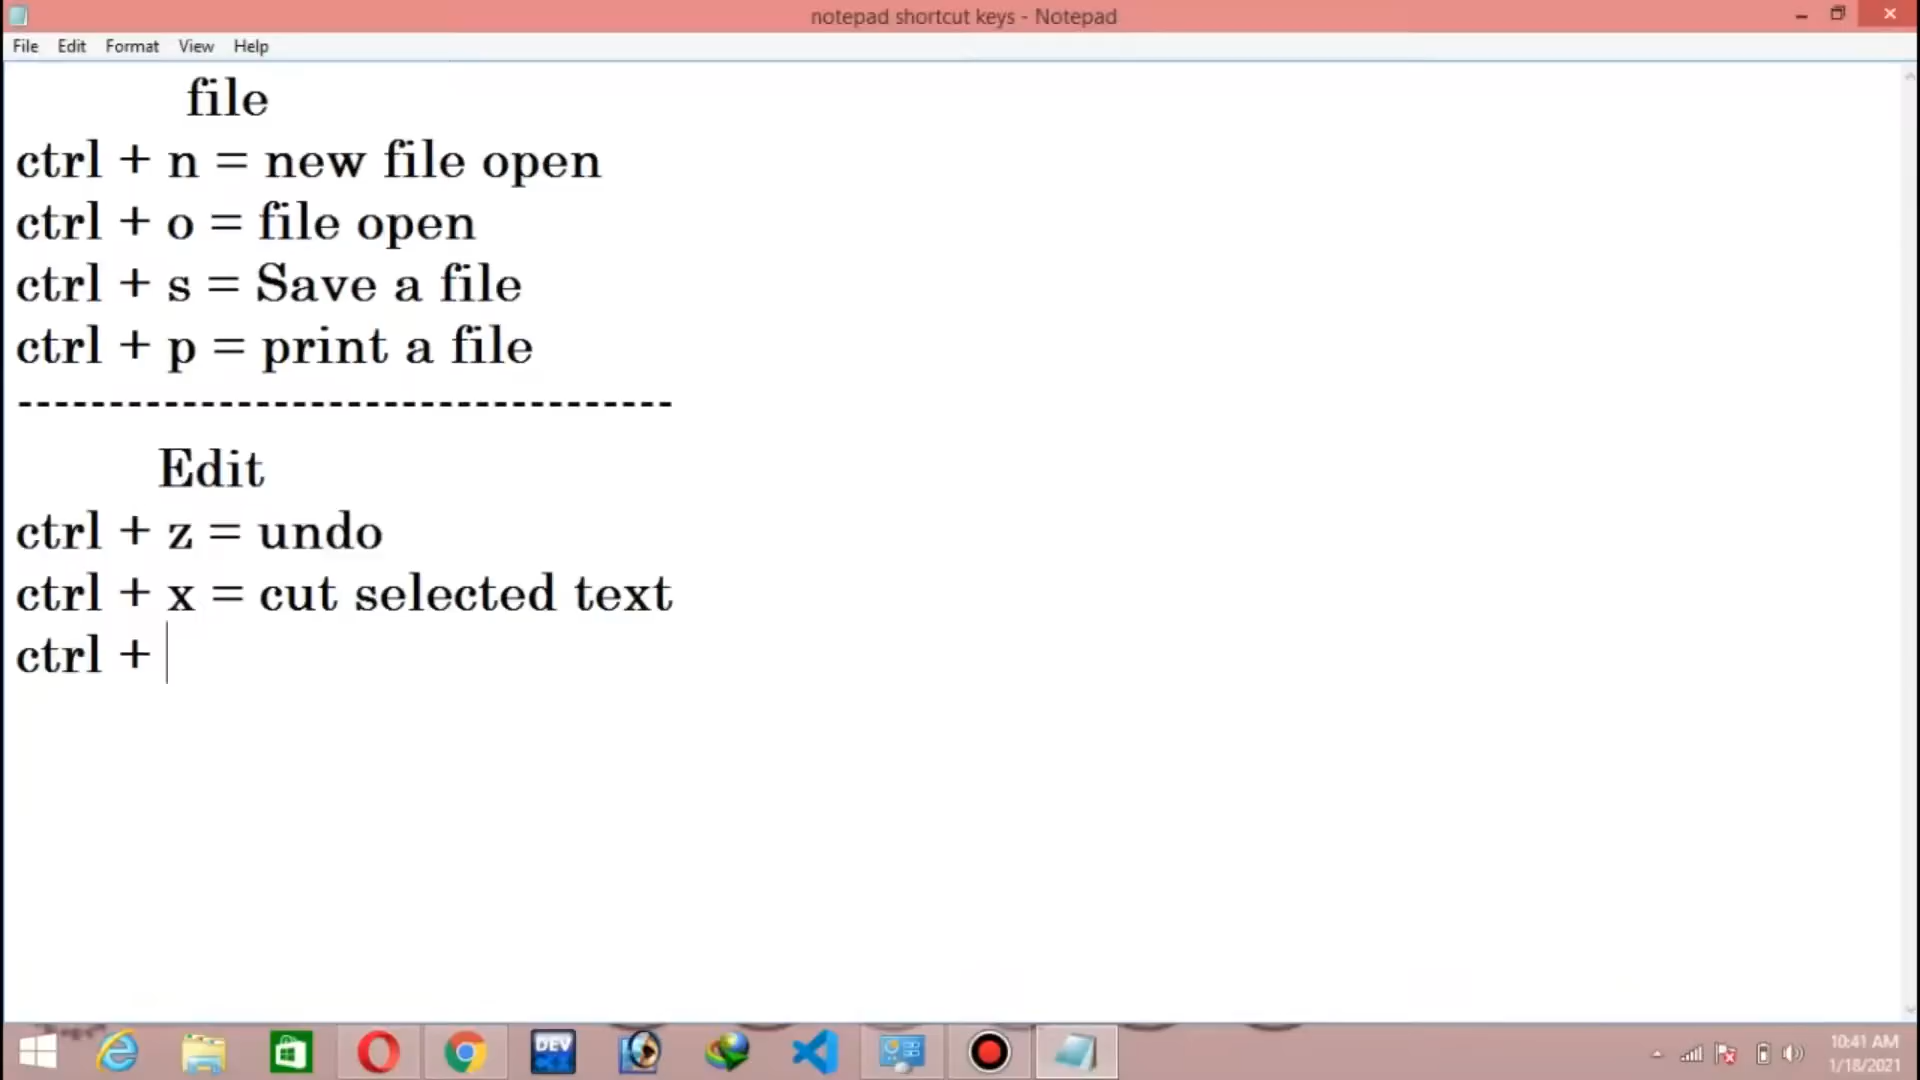 notepad shortcut keys - Notepad
File Edit Format View Help
file
ctrl + n = new file open
ctrl + o = file open
ctrl + s = Save a file
ctrl + p = print a file
------------------------------------
Edit
ctrl + z = undo
ctrl + x = cut selected text
ctrl +
DEV
10:41 AM
1/18/2021